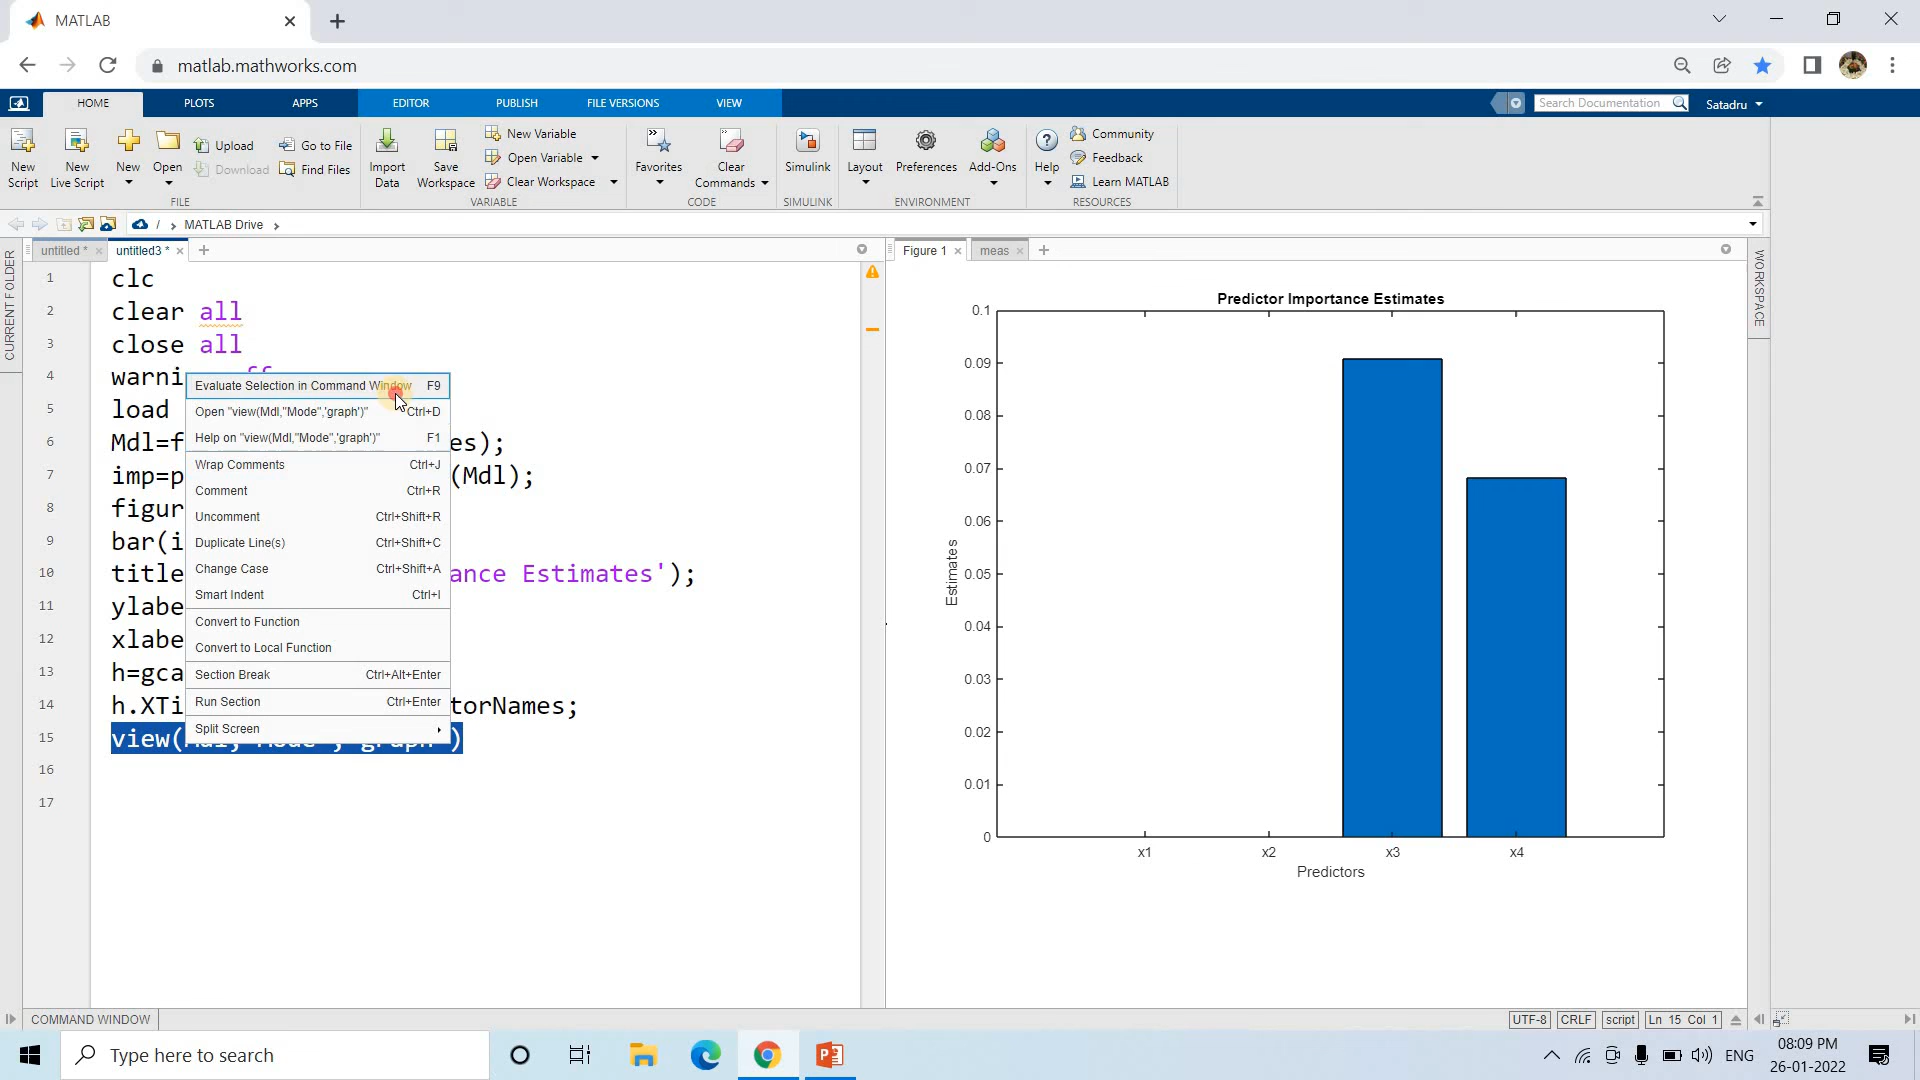 MATLAB
matlab.mathworks.com
HOME PLOTS APPS EDITOR PUBLISH FILE VERSIONS VIEW Search Documentation Satadru
New Script
New Live Script
New
Open
Upload
Download
Go to File
Find Files
Import Data
Save Workspace
New Variable
Open Variable
Clear Workspace
Favorites
Clear Commands
Simulink
Layout
Preferences
Add-Ons
Help
Community
Feedback
Learn MATLAB
FILE VARIABLE CODE SIMULINK ENVIRONMENT RESOURCES
/ MATLAB Drive
CURRENT FOLDER
untitled * untitled3 *
1 clc
2 clear all
3 close all
4 warni
5 load
6 Mdl=f es);
7 imp=p (Mdl);
8 figur
9 bar(i
10 title ance Estimates');
11 ylabe
12 xlabe
13 h=gca
14 h.XTi torNames;
15 view(
16
17
Evaluate Selection in Command Window F9
Open "view(Mdl,"Mode",'graph')" Ctrl+D
Help on "view(Mdl,"Mode",'graph')" F1
Wrap Comments Ctrl+J
Comment Ctrl+R
Uncomment Ctrl+Shift+R
Duplicate Line(s) Ctrl+Shift+C
Change Case Ctrl+Shift+A
Smart Indent Ctrl+I
Convert to Function
Convert to Local Function
Section Break Ctrl+Alt+Enter
Run Section Ctrl+Enter
Split Screen
Figure 1 meas
WORKSPACE
Predictor Importance Estimates
0.1
0.09
0.08
0.07
0.06
0.05
0.04
0.03
0.02
0.01
0
Estimates
x1 x2 x3 x4
Predictors
COMMAND WINDOW
UTF-8 CRLF script Ln 15 Col 1
Type here to search
ENG
08:09 PM
26-01-2022